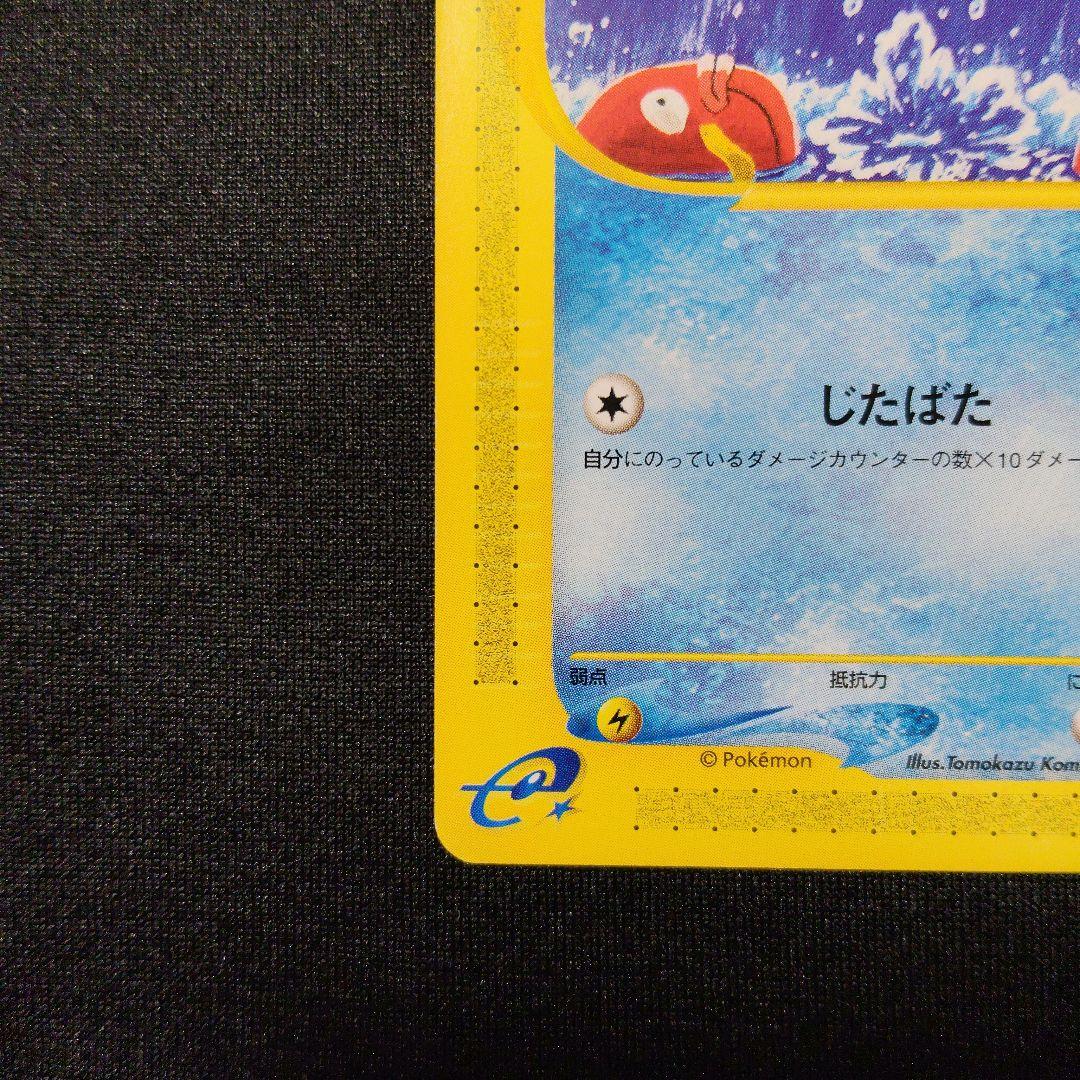 じたばた
自分にのっているダメージカウンターの数×10ダメー
弱点 抵抗力 に
© Pokémon Illus.Tomokazu Kom
e